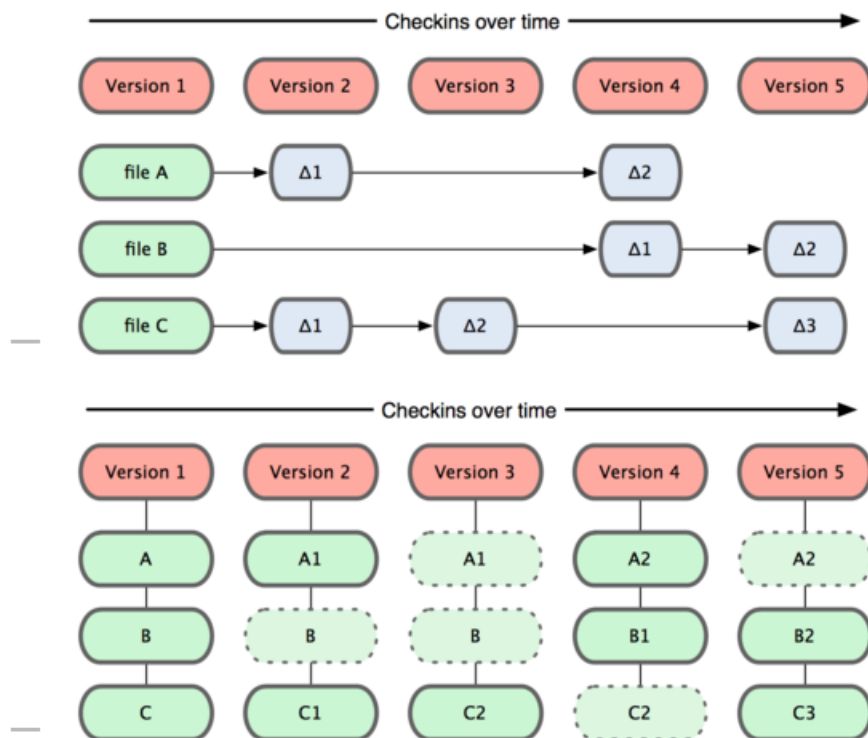 Checkins over time
Version 1 Version 2 Version 3 Version 4 Version 5
file A Δ1 Δ2
file B Δ1 Δ2
file C Δ1 Δ2 Δ3
Checkins over time
Version 1 Version 2 Version 3 Version 4 Version 5
A A1 A1 A2 A2
B B B B1 B2
C C1 C2 C2 C3